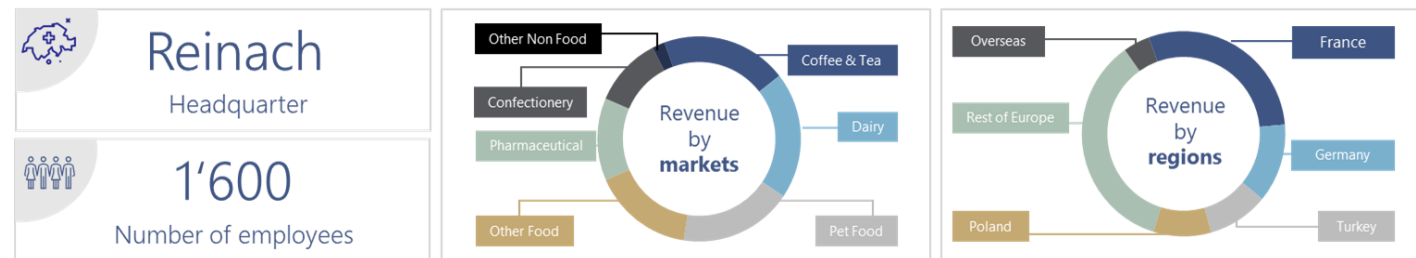 Reinach
Headquarter
1‘600
Number of employees
Other Non Food
Coffee & Tea
Confectionery
Dairy
Pharmaceutical
Other Food
Pet Food
Revenue
by
markets
Overseas
France
Rest of Europe
Germany
Poland
Turkey
Revenue
by
regions